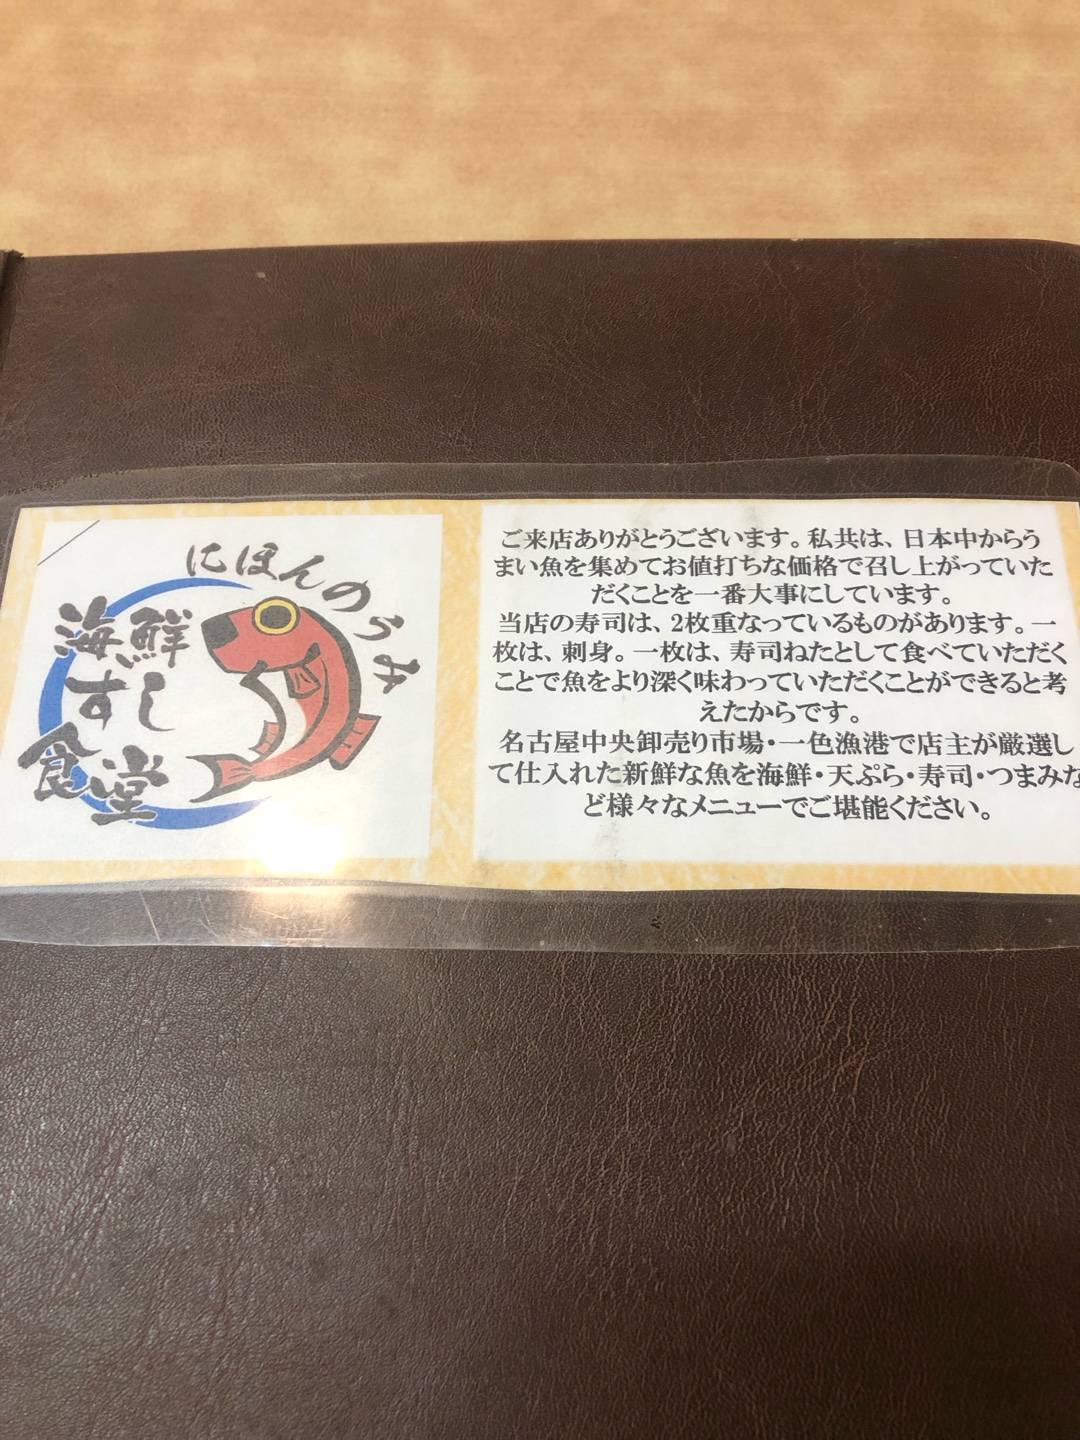 にほんのうみ
海鮮
すし
食堂
ご来店ありがとうございます。私共は、日本中からう
まい魚を集めてお値打ちな価格で召し上がっていた
だくことを一番大事にしています。
当店の寿司は、2枚重なっているものがあります。一
枚は、刺身。一枚は、寿司ねたとして食べていただく
ことで魚をより深く味わっていただくことができると考
えたからです。
名古屋中央卸売り市場・一色漁港で店主が厳選し
て仕入れた新鮮な魚を海鮮・天ぷら・寿司・つまみな
ど様々なメニューでご堪能ください。